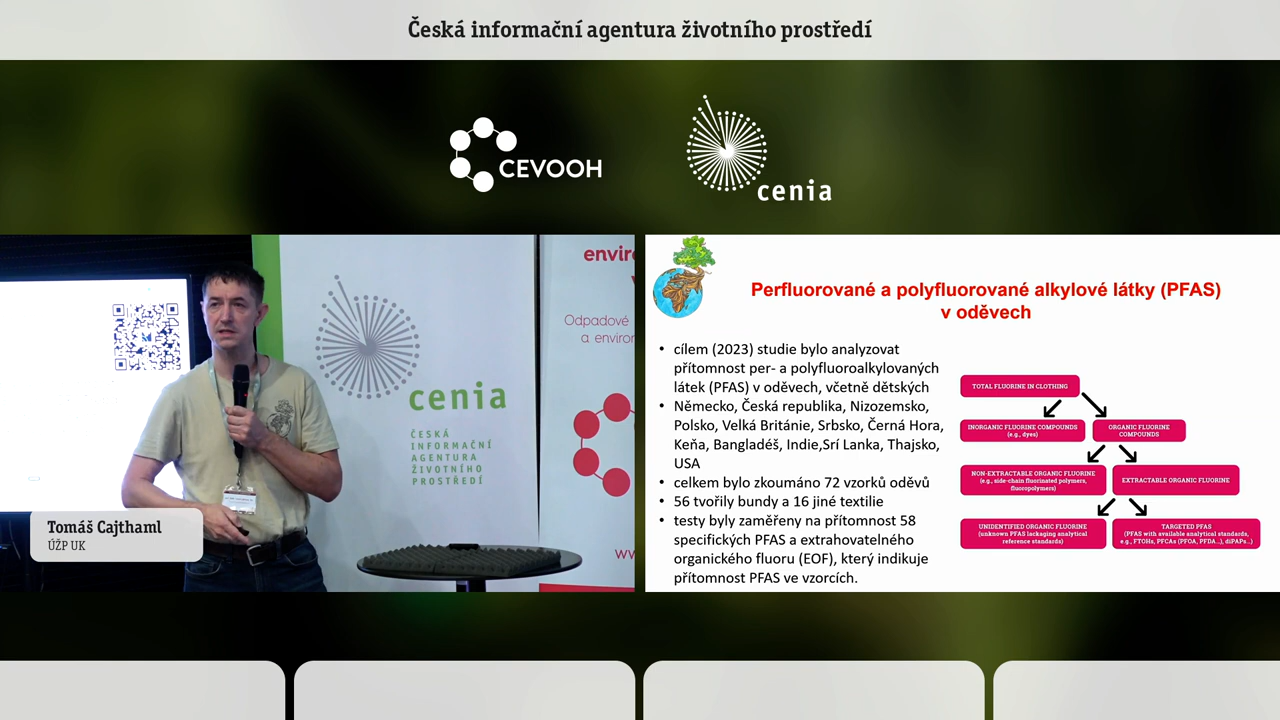 Česká informační agentura životního prostředí
CEVOOH
cenia
cenia
ČESKÁ
INFORMAČNÍ
AGENTURA
ŽIVOTNÍHO
PROSTŘEDÍ
Odpadové
a environ
www
Tomáš Cajthaml
ÚŽP UK
Perfluorované a polyfluorované alkylové látky (PFAS)
v oděvech
• cílem (2023) studie bylo analyzovat
přítomnost per- a polyfluoroalkylovaných
látek (PFAS) v oděvech, včetně dětských
• Německo, Česká republika, Nizozemsko,
Polsko, Velká Británie, Srbsko, Černá Hora,
Keňa, Bangladéš, Indie,Srí Lanka, Thajsko,
USA
• celkem bylo zkoumáno 72 vzorků oděvů
• 56 tvořily bundy a 16 jiné textilie
• testy byly zaměřeny na přítomnost 58
specifických PFAS a extrahovatelného
organického fluoru (EOF), který indikuje
přítomnost PFAS ve vzorcích.
TOTAL FLUORINE IN CLOTHING
INORGANIC FLUORINE COMPOUNDS
(e.g., dyes)
ORGANIC FLUORINE
COMPOUNDS
NON-EXTRACTABLE ORGANIC FLUORINE
(e.g., side-chain fluorinated polymers,
fluoropolymers)
EXTRACTABLE ORGANIC FLUORINE
UNIDENTIFIED ORGANIC FLUORINE
(unknown PFAS lackaging analytical
reference standards)
TARGETED PFAS
(PFAS with available analytical standards,
e.g., FTOHs, PFCAs (PFOA, PFDA...), diPAPs...)